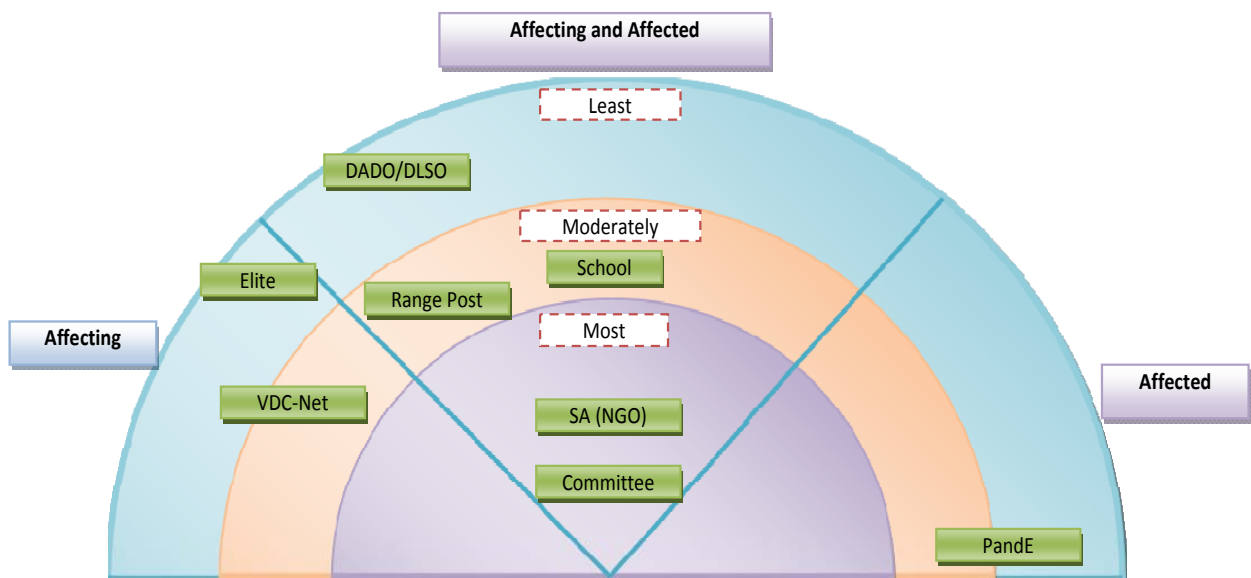 Affecting and Affected
Least
DADO/DLSO
Moderately
School
Elite
Range Post
Most
Affecting
Affected
VDC-Net
SA (NGO)
Committee
PandE